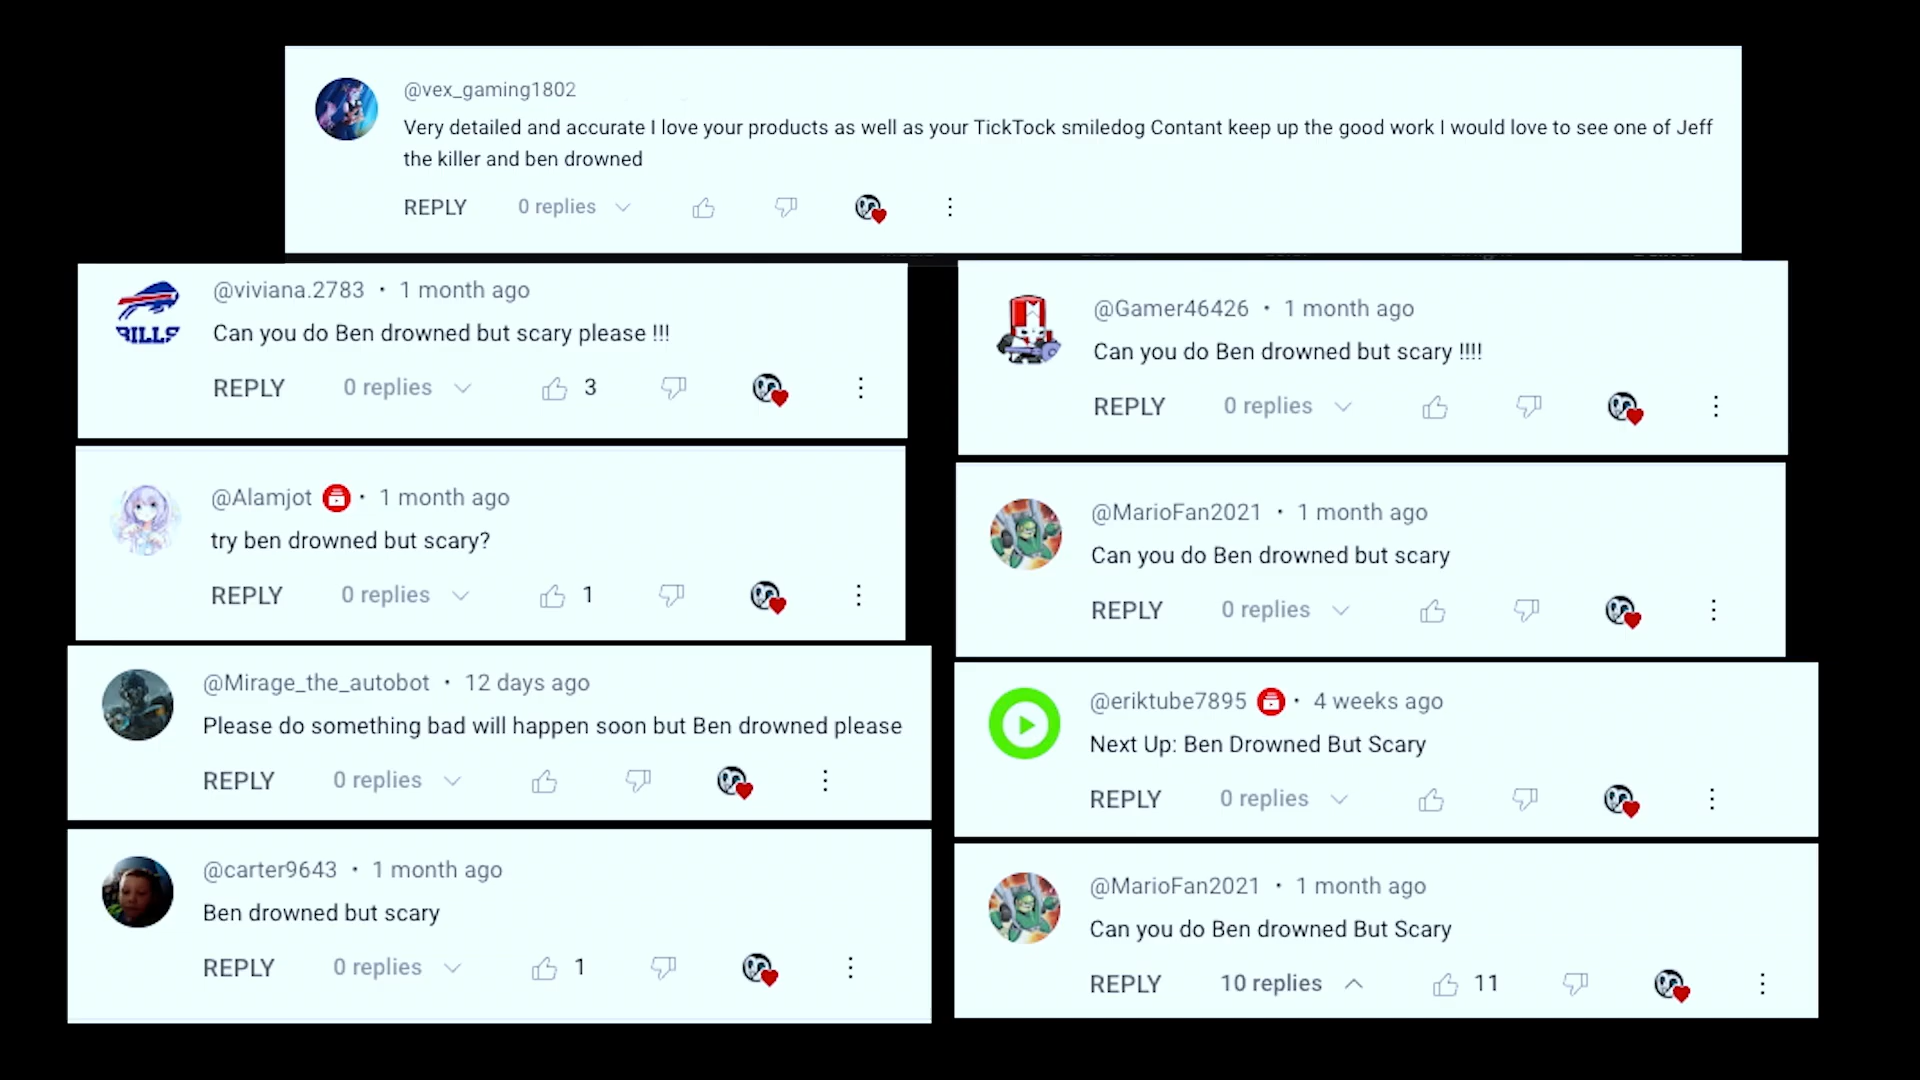 @vex_gaming1802
Very detailed and accurate I love your products as well as your TickTock smiledog Contant keep up the good work I would love to see one of Jeff
the killer and ben drowned
REPLY 0 replies
BILLS
@viviana.2783 • 1 month ago
Can you do Ben drowned but scary please !!!
REPLY 0 replies 3
@Alamjot • 1 month ago
try ben drowned but scary?
REPLY 0 replies 1
@Mirage_the_autobot • 12 days ago
Please do something bad will happen soon but Ben drowned please
REPLY 0 replies
@carter9643 • 1 month ago
Ben drowned but scary
REPLY 0 replies 1
@Gamer46426 • 1 month ago
Can you do Ben drowned but scary !!!!
REPLY 0 replies
@MarioFan2021 • 1 month ago
Can you do Ben drowned but scary
REPLY 0 replies
@eriktube7895 • 4 weeks ago
Next Up: Ben Drowned But Scary
REPLY 0 replies
@MarioFan2021 • 1 month ago
Can you do Ben drowned But Scary
REPLY 10 replies 11